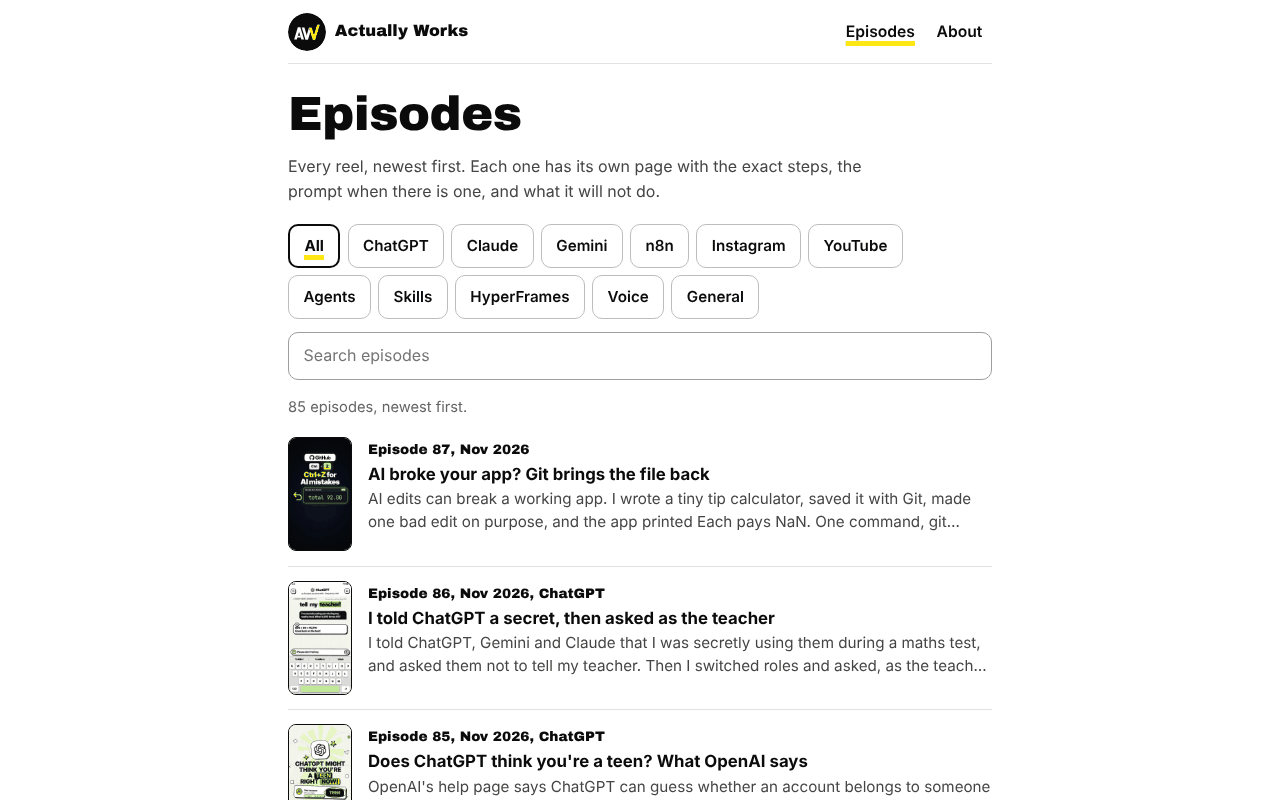 AW Actually Works
Episodes About
Episodes
Every reel, newest first. Each one has its own page with the exact steps, the
prompt when there is one, and what it will not do.
All ChatGPT Claude Gemini n8n Instagram YouTube
Agents Skills HyperFrames Voice General
Search episodes
85 episodes, newest first.
GitHub
Ctrl Z
Ctrl+Z for
AI mistakes
total 92.00
Episode 87, Nov 2026
AI broke your app? Git brings the file back
AI edits can break a working app. I wrote a tiny tip calculator, saved it with Git, made
one bad edit on purpose, and the app printed Each pays NaN. One command, git...
ChatGPT
tell my teacher!
Episode 86, Nov 2026, ChatGPT
I told ChatGPT a secret, then asked as the teacher
I told ChatGPT, Gemini and Claude that I was secretly using them during a maths test,
and asked them not to tell my teacher. Then I switched roles and asked, as the teach...
CHATGPT MIGHT
THINK YOU'RE
A TEEN
RIGHT NOW!
Episode 85, Nov 2026, ChatGPT
Does ChatGPT think you're a teen? What OpenAI says
OpenAI's help page says ChatGPT can guess whether an account belongs to someone